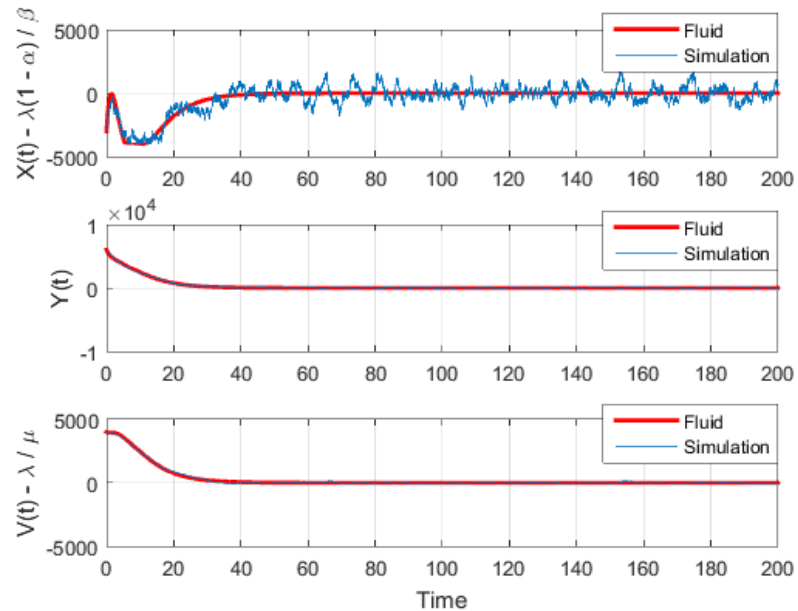 X(t) - λ(1 - α) / β
5000
0
-5000
0 20 40 60 80 100 120 140 160 180 200
Fluid
Simulation
Y(t)
×10^4
1
0
-1
0 20 40 60 80 100 120 140 160 180 200
Fluid
Simulation
V(t) - λ / μ
5000
0
-5000
0 20 40 60 80 100 120 140 160 180 200
Fluid
Simulation
Time